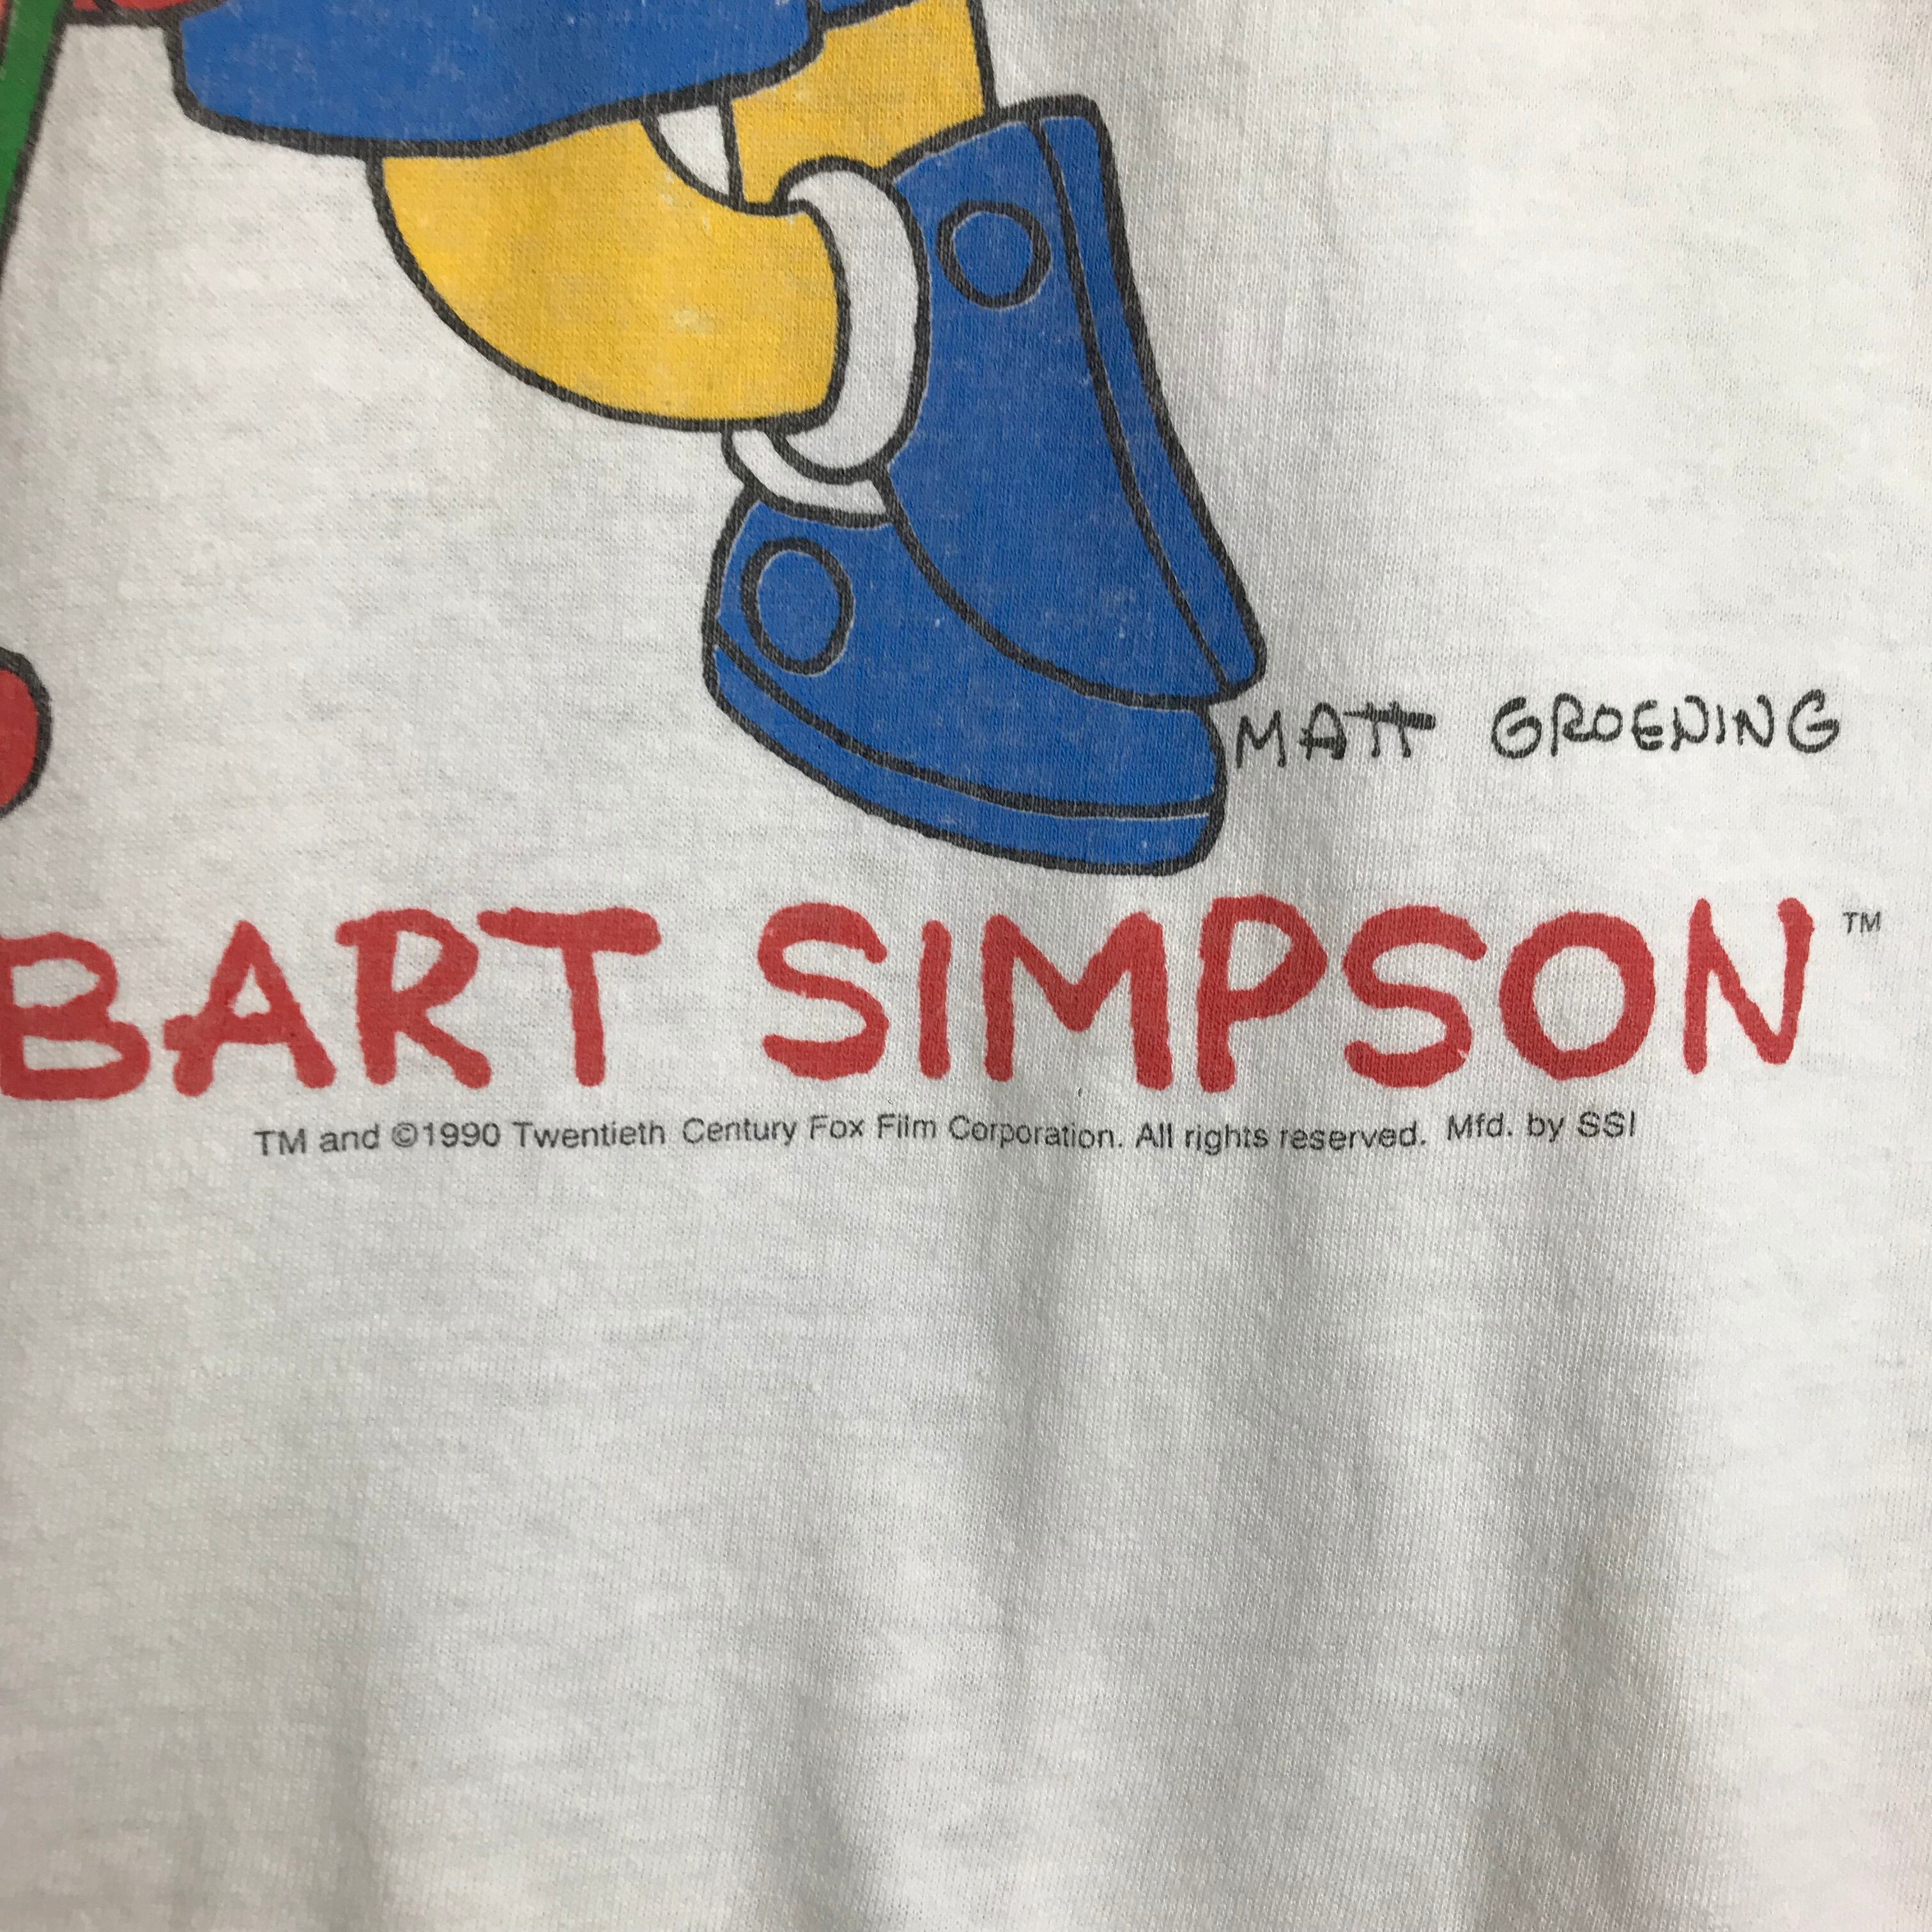 MATT GROENING
BART SIMPSON™
TM and ©1990 Twentieth Century Fox Film Corporation. All rights reserved. Mfd. by SSI